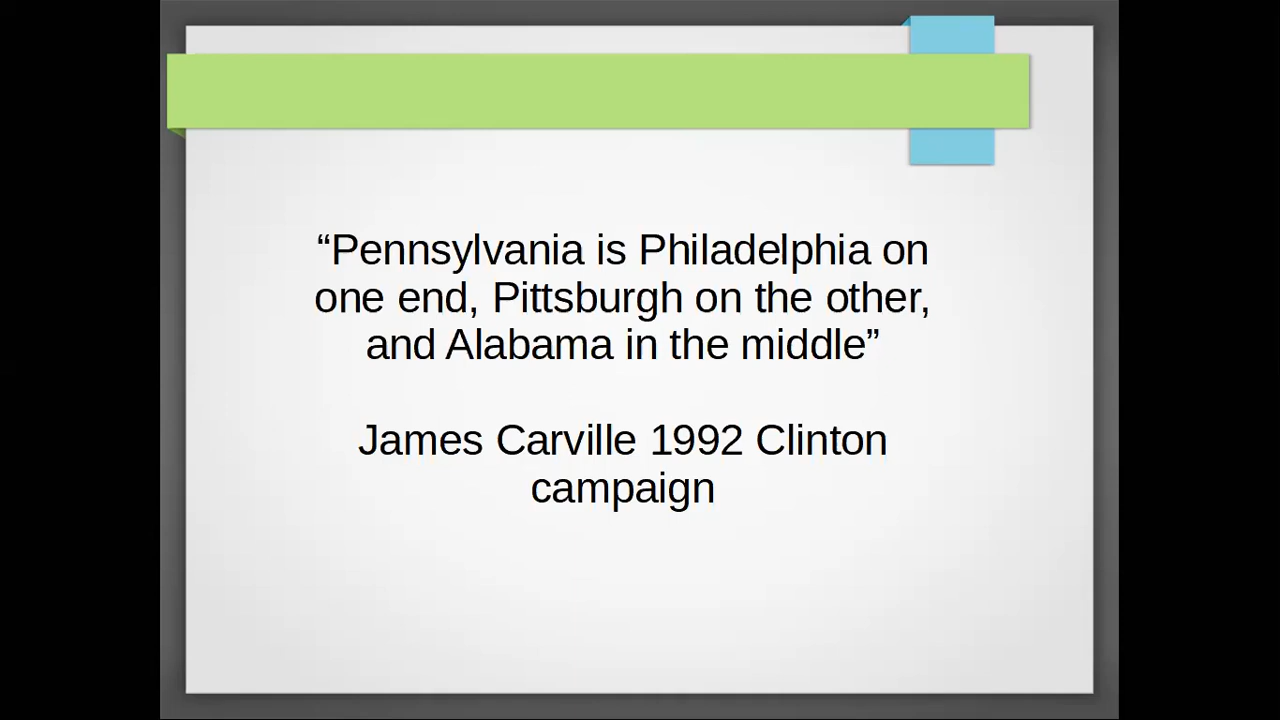 “Pennsylvania is Philadelphia on
one end, Pittsburgh on the other,
and Alabama in the middle”
James Carville 1992 Clinton
campaign